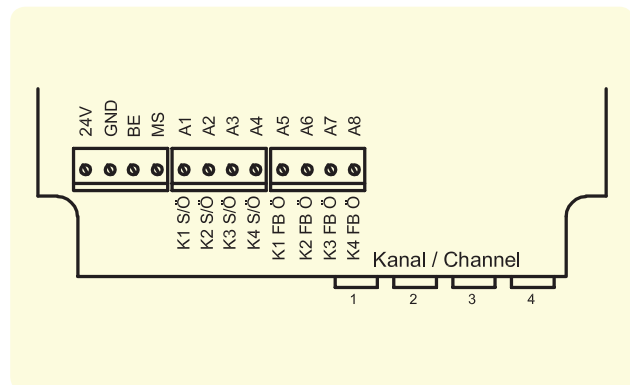 24V GND BE MS A1 A2 A3 A4 A5 A6 A7 A8
K1 S/Ö K2 S/Ö K3 S/Ö K4 S/Ö K1 FB Ö K2 FB Ö K3 FB Ö K4 FB Ö
Kanal / Channel
1 2 3 4